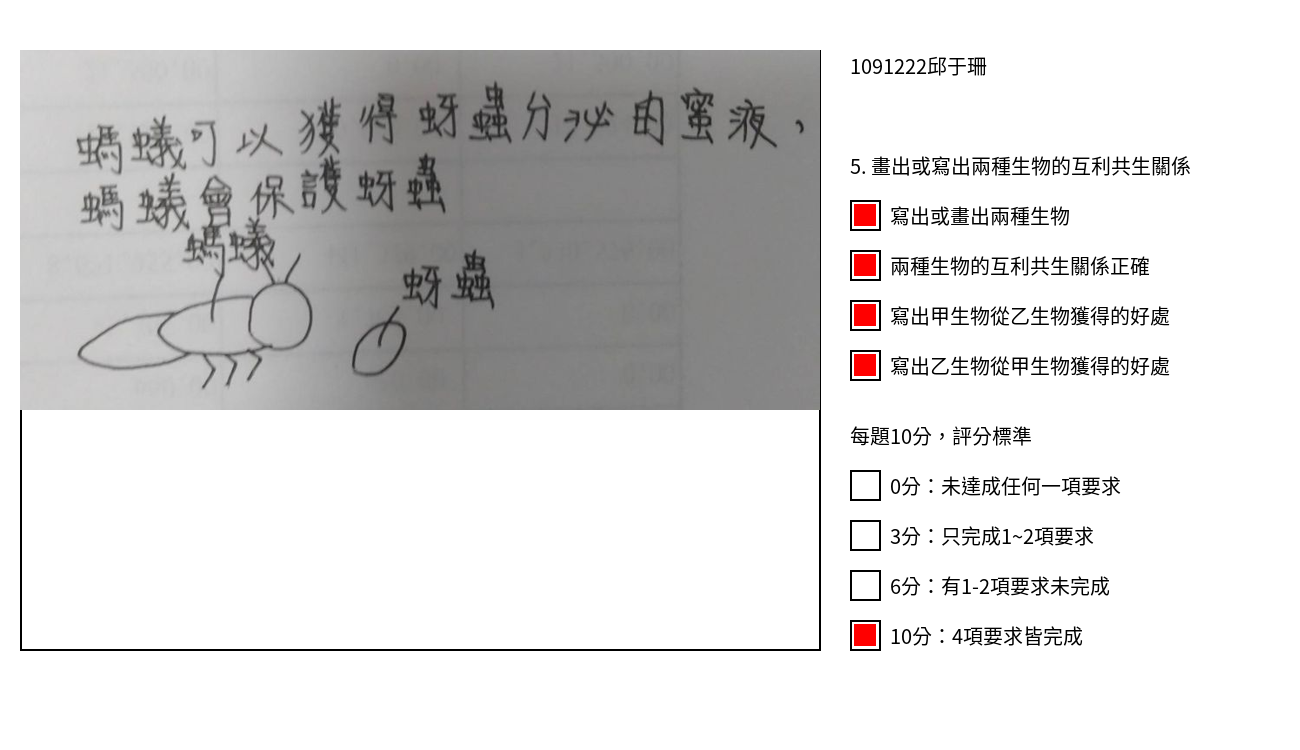 螞蟻可以獲得蚜蟲分泌的蜜液，
螞蟻會保護蚜蟲
螞蟻
蚜蟲
1091222邱于珊
5. 畫出或寫出兩種生物的互利共生關係
寫出或畫出兩種生物
兩種生物的互利共生關係正確
寫出甲生物從乙生物獲得的好處
寫出乙生物從甲生物獲得的好處
每題10分，評分標準
0分：未達成任何一項要求
3分：只完成1~2項要求
6分：有1-2項要求未完成
10分：4項要求皆完成